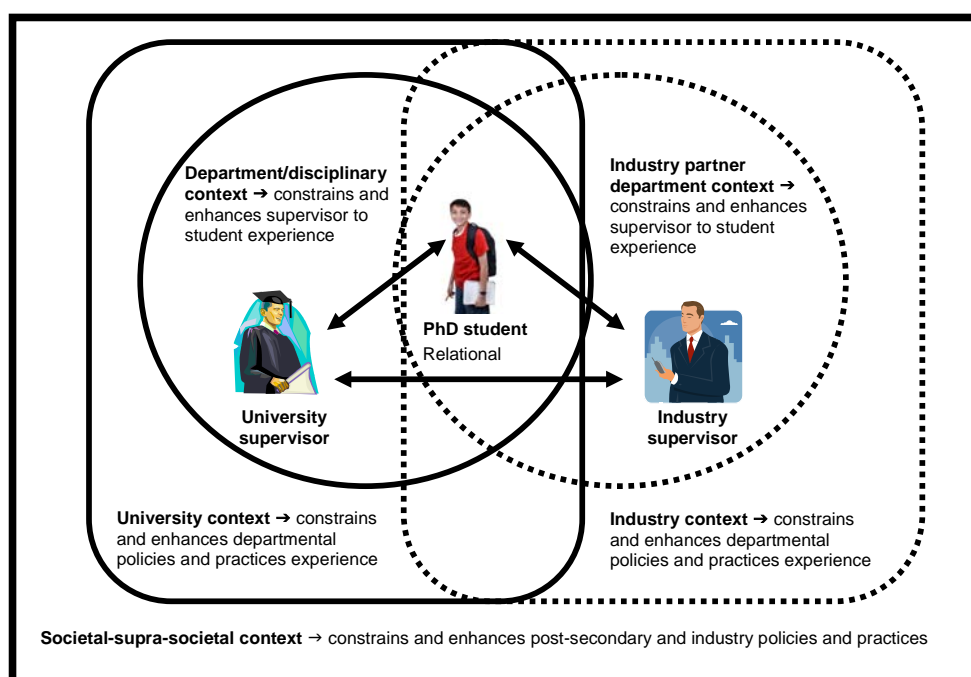 Department/disciplinary
context ➔ constrains and
enhances supervisor to
student experience
Industry partner
department context ➔
constrains and enhances
supervisor to student
experience
PhD student
Relational
University
supervisor
Industry
supervisor
University context ➔ constrains
and enhances departmental
policies and practices experience
Industry context ➔ constrains
and enhances departmental
policies and practices experience
Societal-supra-societal context → constrains and enhances post-secondary and industry policies and practices